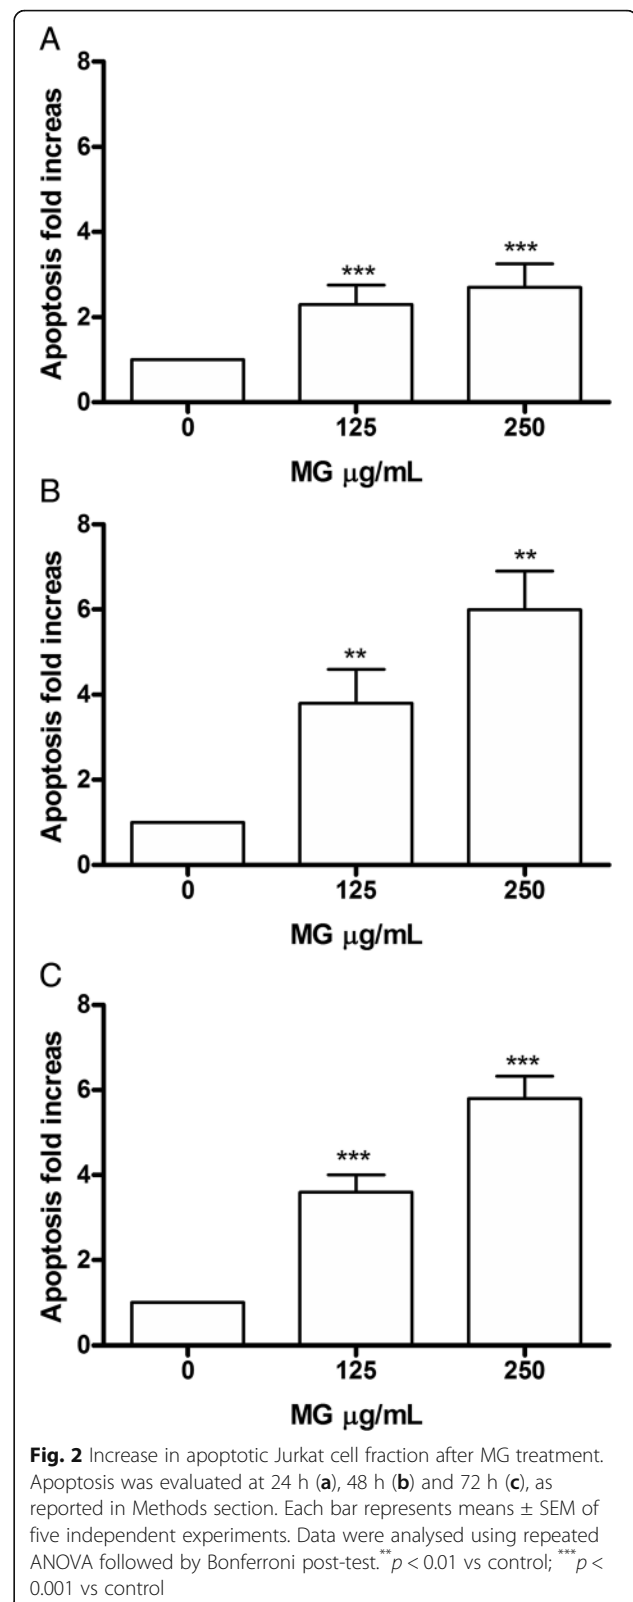 A
Apoptosis fold increas
8
6
4
2
0
***
***
0
125
250
MG μg/mL
B
Apoptosis fold increas
8
6
4
2
0
**
**
0
125
250
MG μg/mL
C
Apoptosis fold increas
8
6
4
2
0
***
***
0
125
250
MG μg/mL
Fig. 2 Increase in apoptotic Jurkat cell fraction after MG treatment.
Apoptosis was evaluated at 24 h (a), 48 h (b) and 72 h (c), as
reported in Methods section. Each bar represents means ± SEM of
five independent experiments. Data were analysed using repeated
ANOVA followed by Bonferroni post-test.**p < 0.01 vs control; ***p <
0.001 vs control